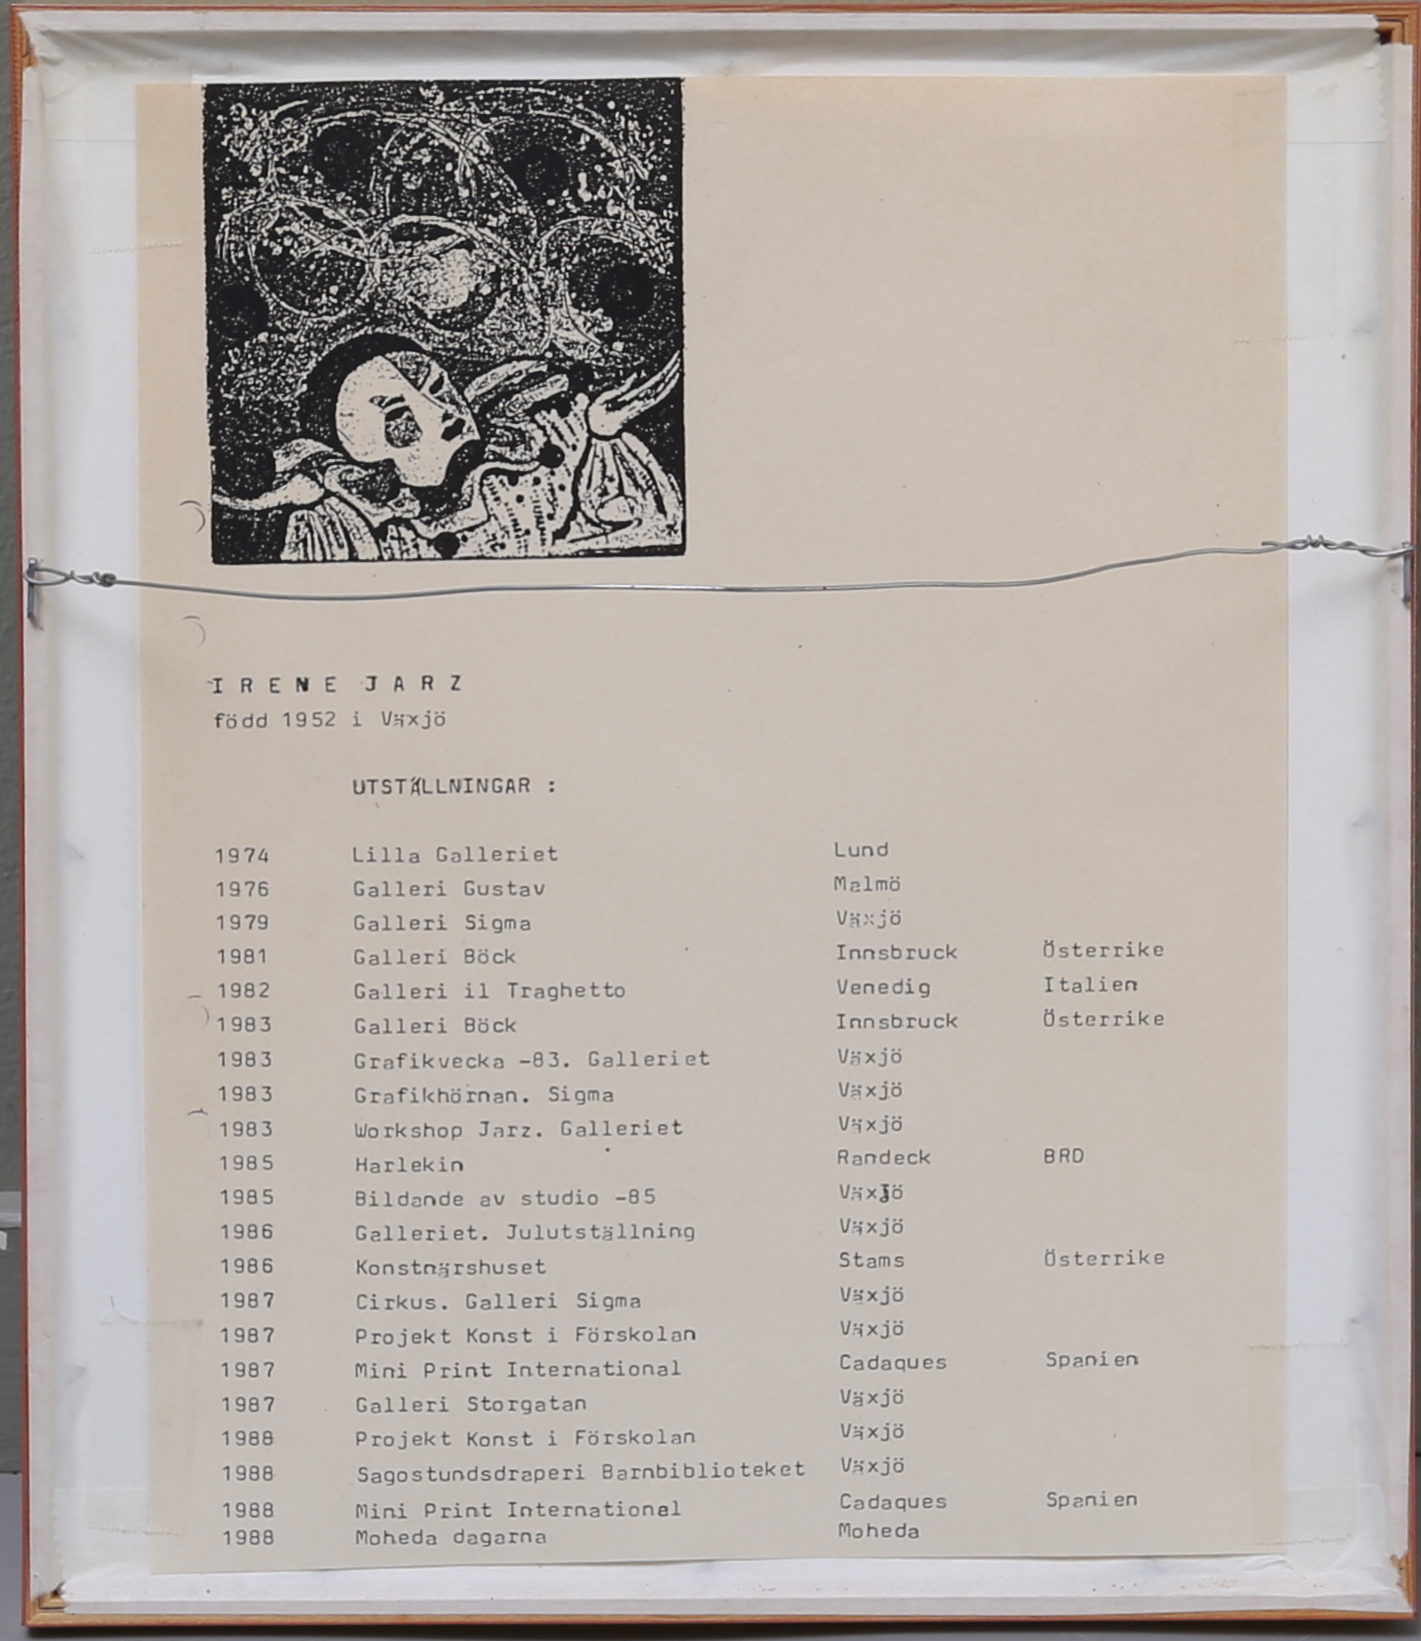 IRENE JARZ
född 1952 i Växjö
UTSTÄLLNINGAR :
1974 Lilla Galleriet Lund
1976 Galleri Gustav Malmö
1979 Galleri Sigma Växjö
1981 Galleri Böck Innsbruck Österrike
1982 Galleri il Traghetto Venedig Italien
1983 Galleri Böck Innsbruck Österrike
1983 Grafikvecka -83. Galleriet Växjö
1983 Grafikhörnan. Sigma Växjö
1983 Workshop Jarz. Galleriet Växjö
1985 Harlekin Randeck BRD
1985 Bildande av studio -85 Växjö
1986 Galleriet. Julutställning Växjö
1986 Konstnärshuset Stams Österrike
1987 Cirkus. Galleri Sigma Växjö
1987 Projekt Konst i Förskolan Växjö
1987 Mini Print International Cadaques Spanien
1987 Galleri Storgatan Växjö
1988 Projekt Konst i Förskolan Växjö
1988 Sagostundsdraperi Barnbiblioteket Växjö
1988 Mini Print International Cadaques Spanien
1988 Moheda dagarna Moheda